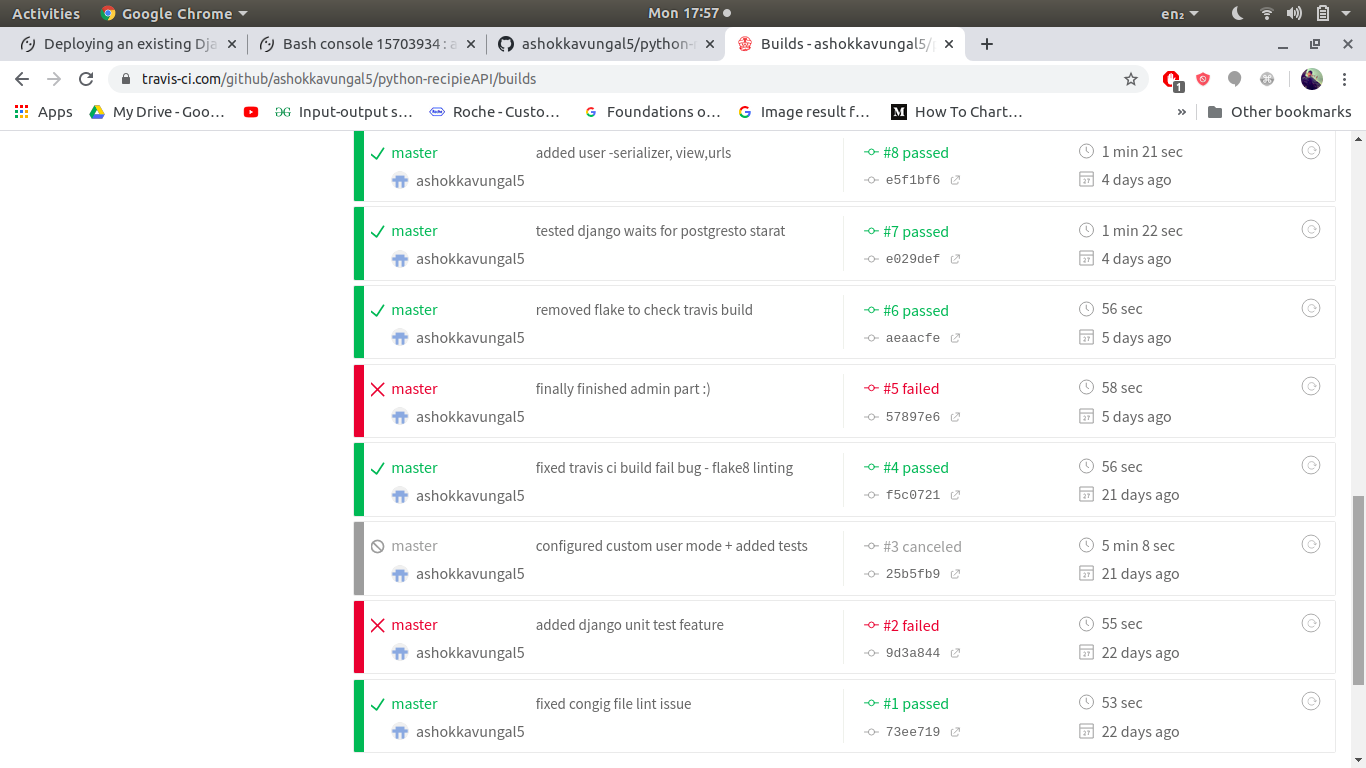 Activities Google Chrome Mon 17:57 en₂
Deploying an existing Dja Bash console 15703934 : a ashokkavungal5/python-r Builds - ashokkavungal5/p
travis-ci.com/github/ashokkavungal5/python-recipieAPI/builds 1
Apps My Drive - Goo… Input-output s… Roche - Custo… Foundations o… Image result f… M How To Chart… » Other bookmarks
master added user -serializer, view,urls #8 passed 1 min 21 sec
ashokkavungal5 e5f1bf6 27 4 days ago
master tested django waits for postgresto starat #7 passed 1 min 22 sec
ashokkavungal5 e029def 27 4 days ago
master removed flake to check travis build #6 passed 56 sec
ashokkavungal5 aeaacfe 27 5 days ago
master finally finished admin part :) #5 failed 58 sec
ashokkavungal5 57897e6 27 5 days ago
master fixed travis ci build fail bug - flake8 linting #4 passed 56 sec
ashokkavungal5 f5c0721 27 21 days ago
master configured custom user mode + added tests #3 canceled 5 min 8 sec
ashokkavungal5 25b5fb9 27 21 days ago
master added django unit test feature #2 failed 55 sec
ashokkavungal5 9d3a844 27 22 days ago
master fixed congig file lint issue #1 passed 53 sec
ashokkavungal5 73ee719 27 22 days ago